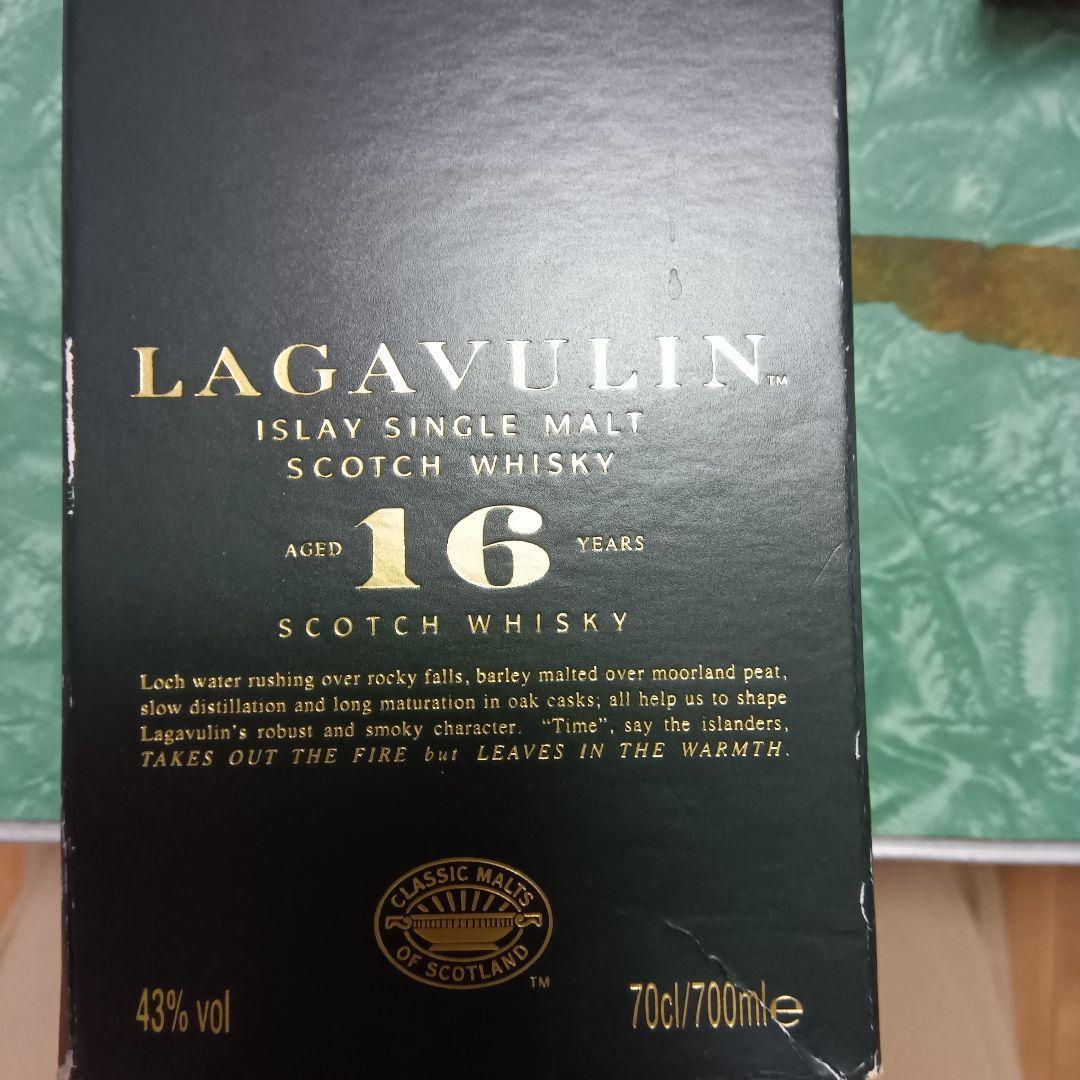 LAGAVULIN™
ISLAY SINGLE MALT
SCOTCH WHISKY
AGED 16 YEARS
SCOTCH WHISKY
Loch water rushing over rocky falls, barley malted over moorland peat,
slow distillation and long maturation in oak casks; all help us to shape
Lagavulin's robust and smoky character. “Time”, say the islanders,
TAKES OUT THE FIRE but LEAVES IN THE WARMTH.
CLASSIC MALTS
OF SCOTLAND
™
43% vol
70cl/700ml℮